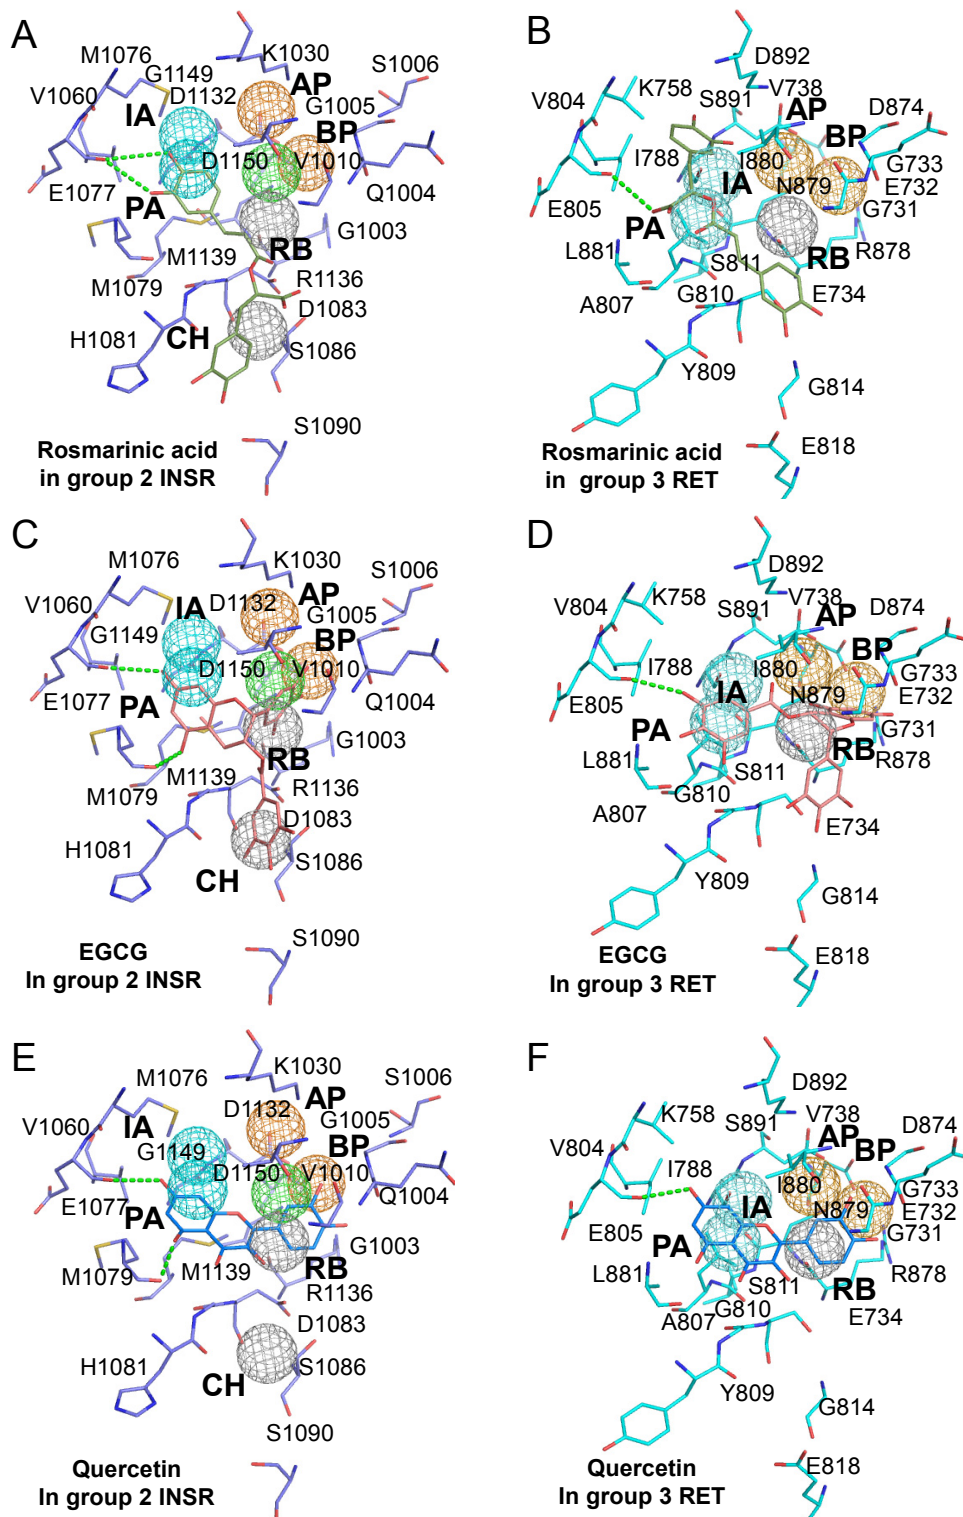 A
M1076
K1030
G1149
AP
S1006
V1060
IA
D1132
G1005
BP
D1150
V1010
E1077
PA
Q1004
G1003
M1139
RB
M1079
R1136
D1083
H1081
CH
S1086
S1090
Rosmarinic acid
in group 2 INSR
B
D892
K758
V738
V804
S891
AP
D874
BP
I788
I880
G733
IA
N879
E732
E805
PA
G731
L881
S811
RB
R878
A807
G810
E734
Y809
G814
E818
Rosmarinic acid
in group 3 RET
C
M1076
K1030
S1006
V1060
IA
D1132
AP
G1005
G1149
BP
D1150
V1010
E1077
PA
Q1004
G1003
RB
M1139
M1079
R1136
D1083
H1081
S1086
CH
S1090
EGCG
In group 2 INSR
D
D892
V804
K758
S891
V738
AP
D874
BP
I788
I880
G733
E805
IA
N879
E732
PA
G731
RB
L881
S811
R878
G810
A807
E734
Y809
G814
E818
EGCG
In group 3 RET
E
K1030
M1076
S1006
AP
V1060
IA
D1132
G1005
BP
G1149
D1150
V1010
E1077
PA
Q1004
G1003
M1079
M1139
RB
R1136
D1083
H1081
S1086
CH
S1090
Quercetin
In group 2 INSR
F
D892
K758
V738
V804
S891
AP
D874
BP
I788
I880
G733
IA
N879
E732
E805
G731
PA
L881
S811
R878
RB
A807
G810
E734
Y809
G814
E818
Quercetin
In group 3 RET